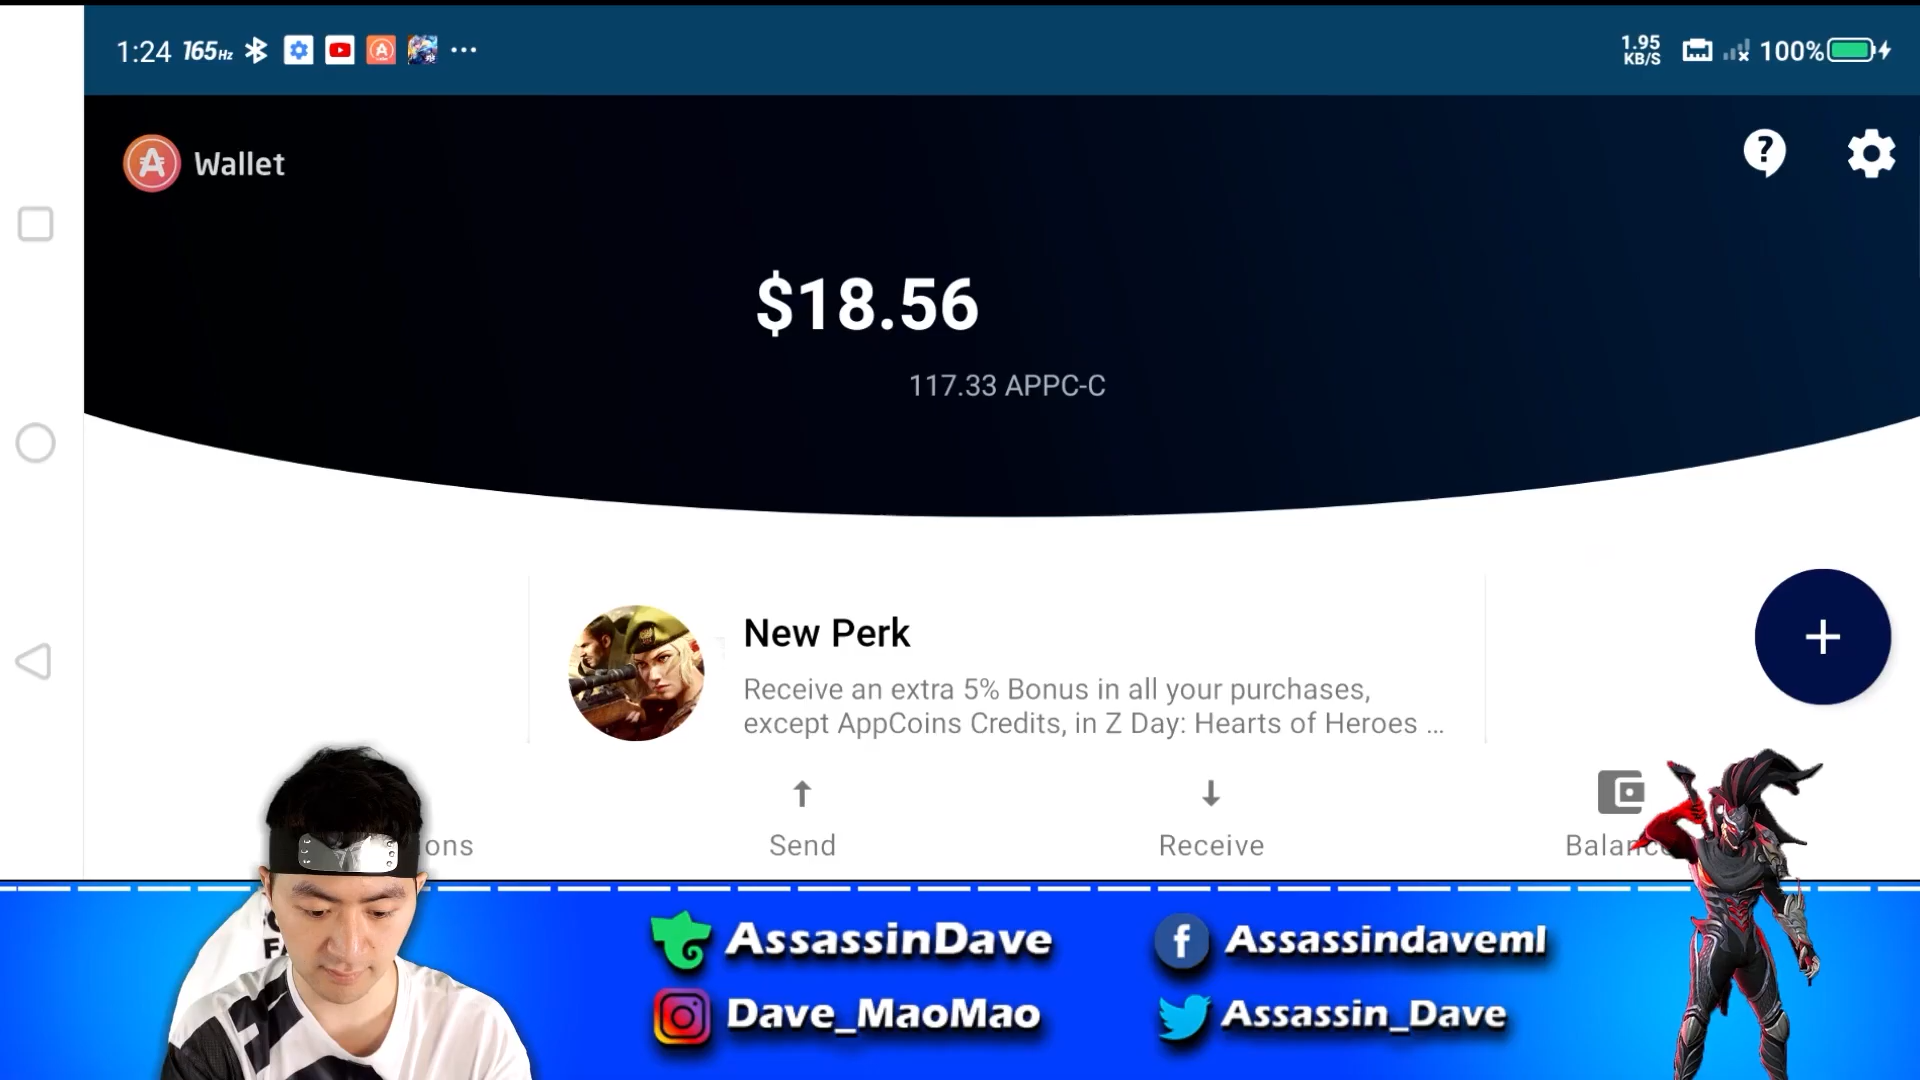 1:24 165Hz
1.95
KB/S
100%
Wallet
$18.56
117.33 APPC-C
New Perk
Receive an extra 5% Bonus in all your purchases,
except AppCoins Credits, in Z Day: Hearts of Heroes ...
ons
Send
Receive
Balance
AssassinDave
Assassindaveml
Dave_MaoMao
Assassin_Dave